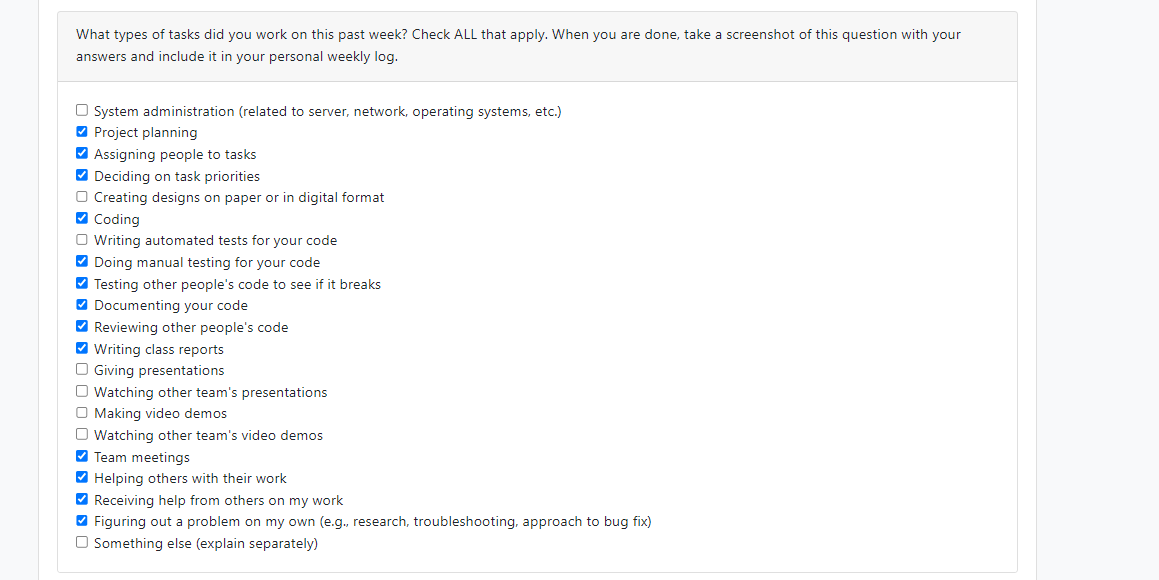 What types of tasks did you work on this past week? Check ALL that apply. When you are done, take a screenshot of this question with your
answers and include it in your personal weekly log.
System administration (related to server, network, operating systems, etc.)
Project planning
Assigning people to tasks
Deciding on task priorities
Creating designs on paper or in digital format
Coding
Writing automated tests for your code
Doing manual testing for your code
Testing other people's code to see if it breaks
Documenting your code
Reviewing other people's code
Writing class reports
Giving presentations
Watching other team's presentations
Making video demos
Watching other team's video demos
Team meetings
Helping others with their work
Receiving help from others on my work
Figuring out a problem on my own (e.g., research, troubleshooting, approach to bug fix)
Something else (explain separately)